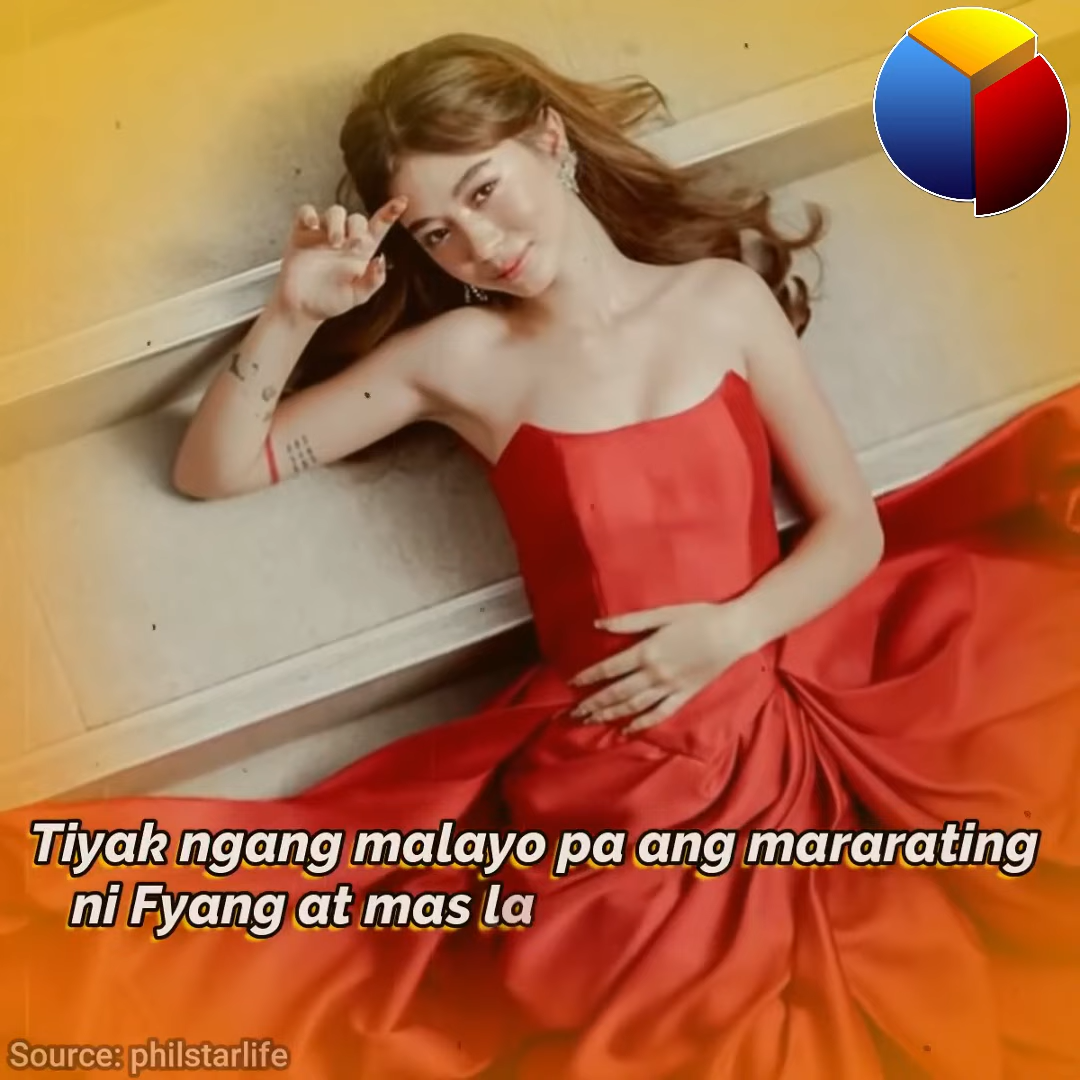 Tiyak ngang malayo pa ang mararating
ni Fyang at mas la
Source: philstarlife